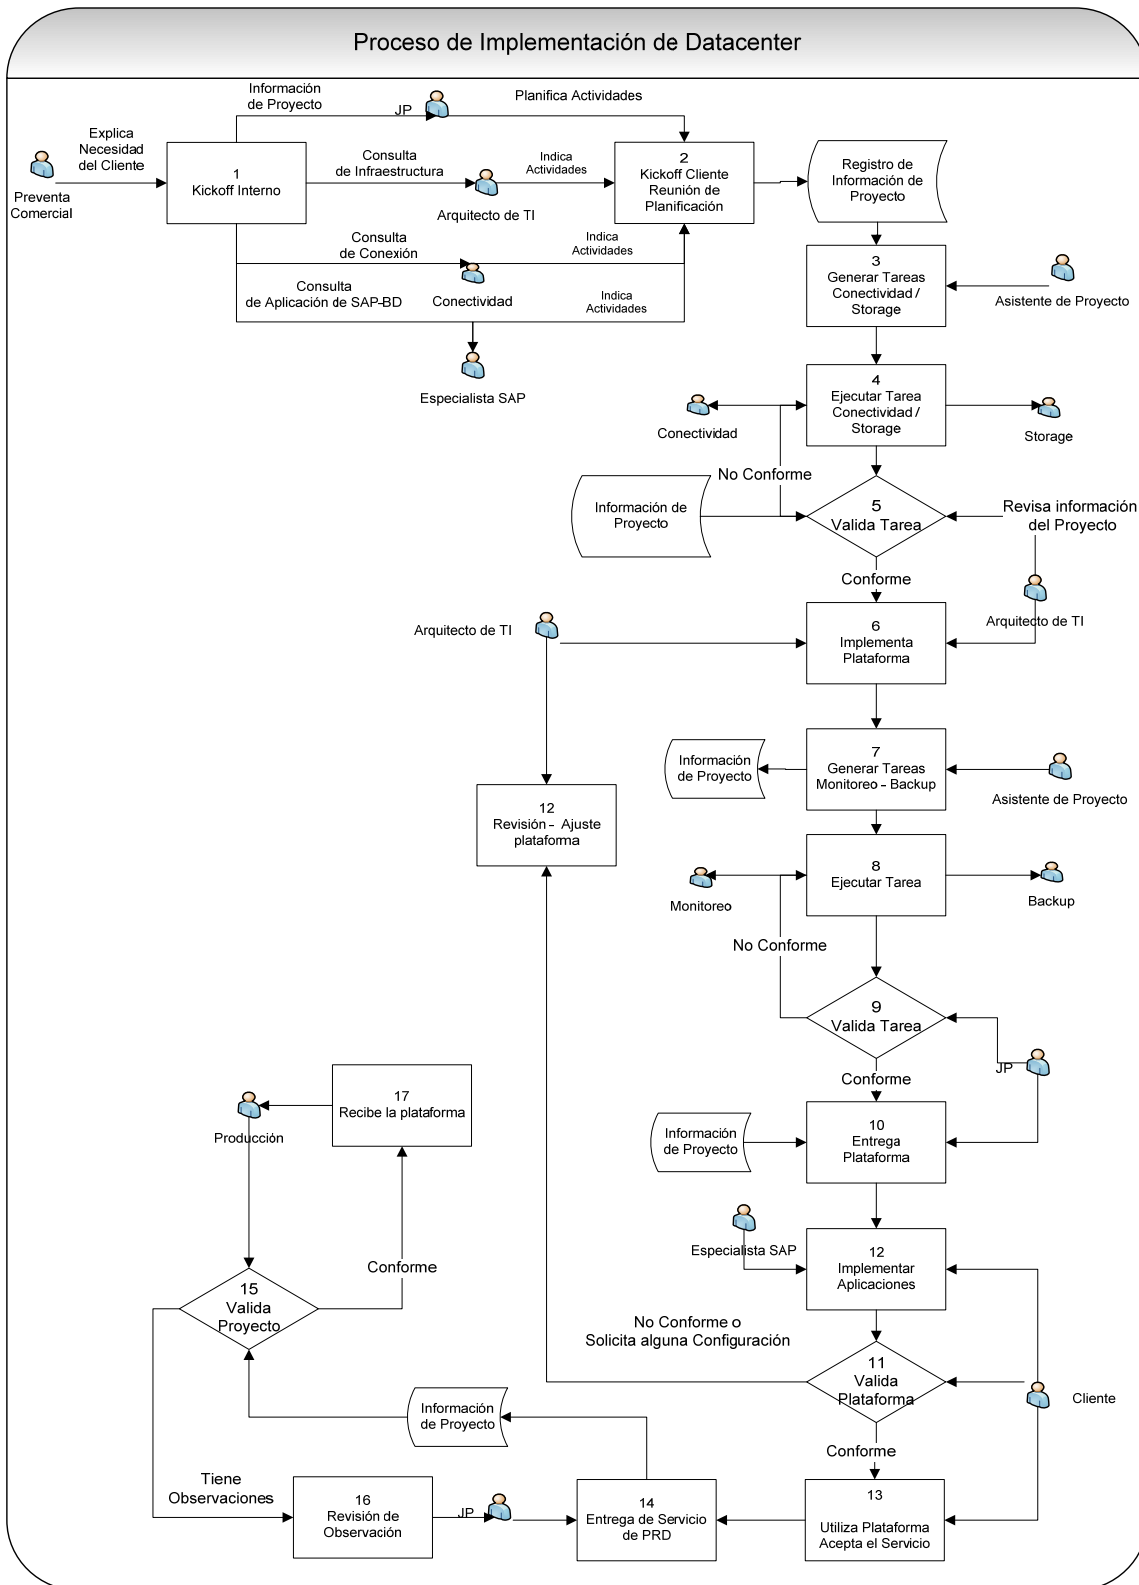 Proceso de Implementación de Datacenter
Información
de Proyecto
JP
Planifica Actividades
Explica
Necesidad
del Cliente
Preventa
Comercial
1
Kickoff Interno
Consulta
de Infraestructura
Arquitecto de TI
Indica
Actividades
2
Kickoff Cliente
Reunión de
Planificación
Registro de
Información de
Proyecto
Consulta
de Conexión
Conectividad
Indica
Actividades
Consulta
de Aplicación de SAP-BD
Indica
Actividades
Especialista SAP
3
Generar Tareas
Conectividad /
Storage
Asistente de Proyecto
4
Ejecutar Tarea
Conectividad /
Storage
Conectividad
Storage
No Conforme
Información de
Proyecto
5
Valida Tarea
Revisa información
del Proyecto
Conforme
Arquitecto de TI
Arquitecto de TI
6
Implementa
Plataforma
Información
de Proyecto
7
Generar Tareas
Monitoreo - Backup
Asistente de Proyecto
12
Revisión - Ajuste
plataforma
8
Ejecutar Tarea
Monitoreo
Backup
No Conforme
9
Valida Tarea
JP
Conforme
17
Recibe la plataforma
Producción
Información
de Proyecto
10
Entrega
Plataforma
Especialista SAP
12
Implementar
Aplicaciones
Conforme
15
Valida
Proyecto
No Conforme o
Solicita alguna Configuración
11
Valida
Plataforma
Cliente
Información
de Proyecto
Conforme
Tiene
Observaciones
16
Revisión de
Observación
JP
14
Entrega de Servicio
de PRD
13
Utiliza Plataforma
Acepta el Servicio